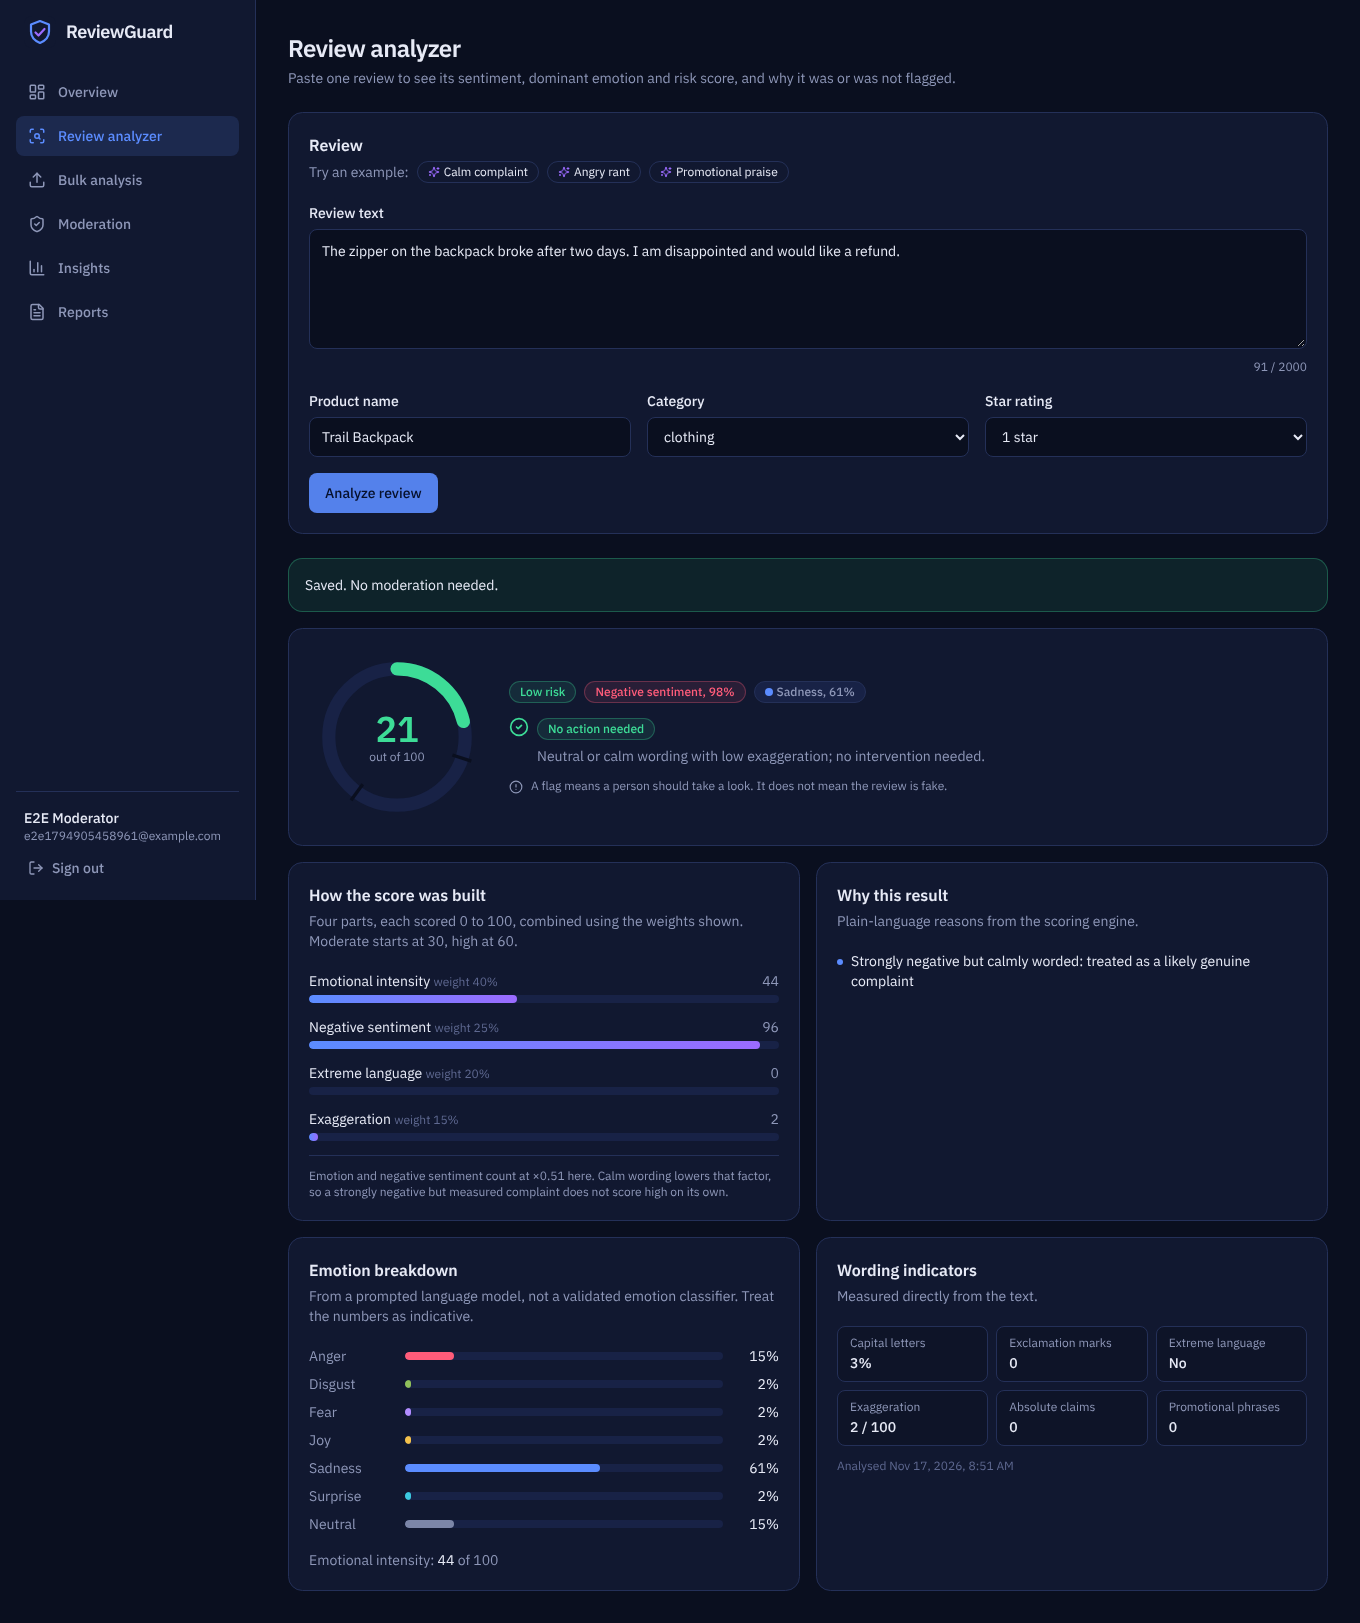 ReviewGuard
Overview
Review analyzer
Bulk analysis
Moderation
Insights
Reports
E2E Moderator
e2e1794905458961@example.com
Sign out
Review analyzer
Paste one review to see its sentiment, dominant emotion and risk score, and why it was or was not flagged.
Review
Try an example: Calm complaint Angry rant Promotional praise
Review text
The zipper on the backpack broke after two days. I am disappointed and would like a refund.
91 / 2000
Product name Category Star rating
Trail Backpack clothing 1 star
Analyze review
Saved. No moderation needed.
21
out of 100
Low risk Negative sentiment, 98% Sadness, 61%
No action needed
Neutral or calm wording with low exaggeration; no intervention needed.
A flag means a person should take a look. It does not mean the review is fake.
How the score was built
Four parts, each scored 0 to 100, combined using the weights shown.
Moderate starts at 30, high at 60.
Emotional intensity weight 40% 44
Negative sentiment weight 25% 96
Extreme language weight 20% 0
Exaggeration weight 15% 2
Emotion and negative sentiment count at ×0.51 here. Calm wording lowers that factor,
so a strongly negative but measured complaint does not score high on its own.
Why this result
Plain-language reasons from the scoring engine.
Strongly negative but calmly worded: treated as a likely genuine
complaint
Emotion breakdown
From a prompted language model, not a validated emotion classifier. Treat
the numbers as indicative.
Anger 15%
Disgust 2%
Fear 2%
Joy 2%
Sadness 61%
Surprise 2%
Neutral 15%
Emotional intensity: 44 of 100
Wording indicators
Measured directly from the text.
Capital letters Exclamation marks Extreme language
3% 0 No
Exaggeration Absolute claims Promotional phrases
2 / 100 0 0
Analysed Nov 17, 2026, 8:51 AM